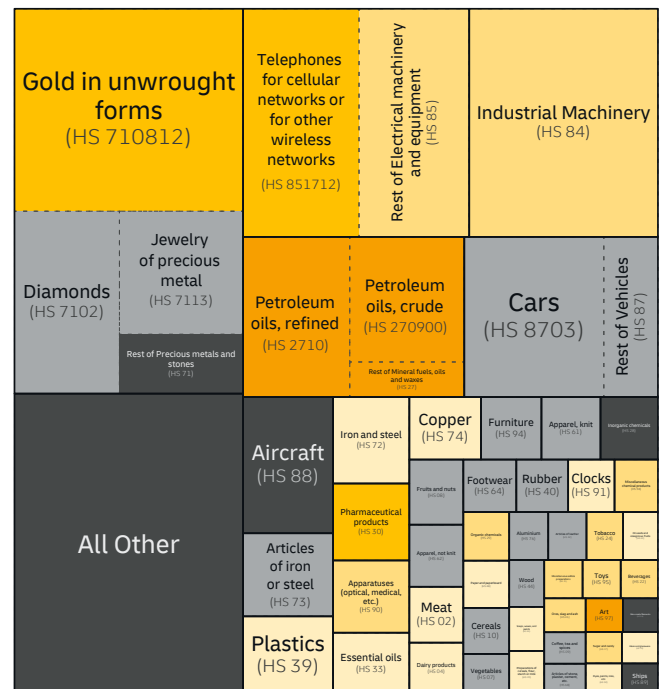 Gold in unwrought
forms
(HS 710812)
Telephones
for cellular
networks or
for other
wireless
networks
(HS 851712)
Rest of Electrical machinery
and equipment
(HS 85)
Industrial Machinery
(HS 84)
Diamonds
(HS 7102)
Jewelry
of precious
metal
(HS 7113)
Rest of Precious metals and
stones
(HS 71)
Petroleum
oils, refined
(HS 2710)
Petroleum
oils, crude
(HS 270900)
Rest of Mineral fuels, oils
and waxes
(HS 27)
Cars
(HS 8703)
Rest of Vehicles
(HS 87)
All Other
Aircraft
(HS 88)
Articles
of iron
or steel
(HS 73)
Plastics
(HS 39)
Iron and steel
(HS 72)
Pharmaceutical
products
(HS 30)
Apparatuses
(optical, medical,
etc.)
(HS 90)
Essential oils
(HS 33)
Copper
(HS 74)
Fruits and nuts
(HS 08)
Apparel, not knit
(HS 62)
Meat
(HS 02)
Dairy products
(HS 04)
Furniture
(HS 94)
Apparel, knit
(HS 61)
Inorganic chemicals
(HS 28)
Footwear
(HS 64)
Rubber
(HS 40)
Clocks
(HS 91)
Miscellaneous
chemical products
Organic chemicals
Aluminium
(HS 76)
Tobacco
(HS 24)
Wood
(HS 44)
Toys
(HS 95)
Beverages
(HS 22)
Cereals
(HS 10)
Art
(HS 97)
Coffee, tea and
spices
Vegetables
(HS 07)
Ships
(HS 89)